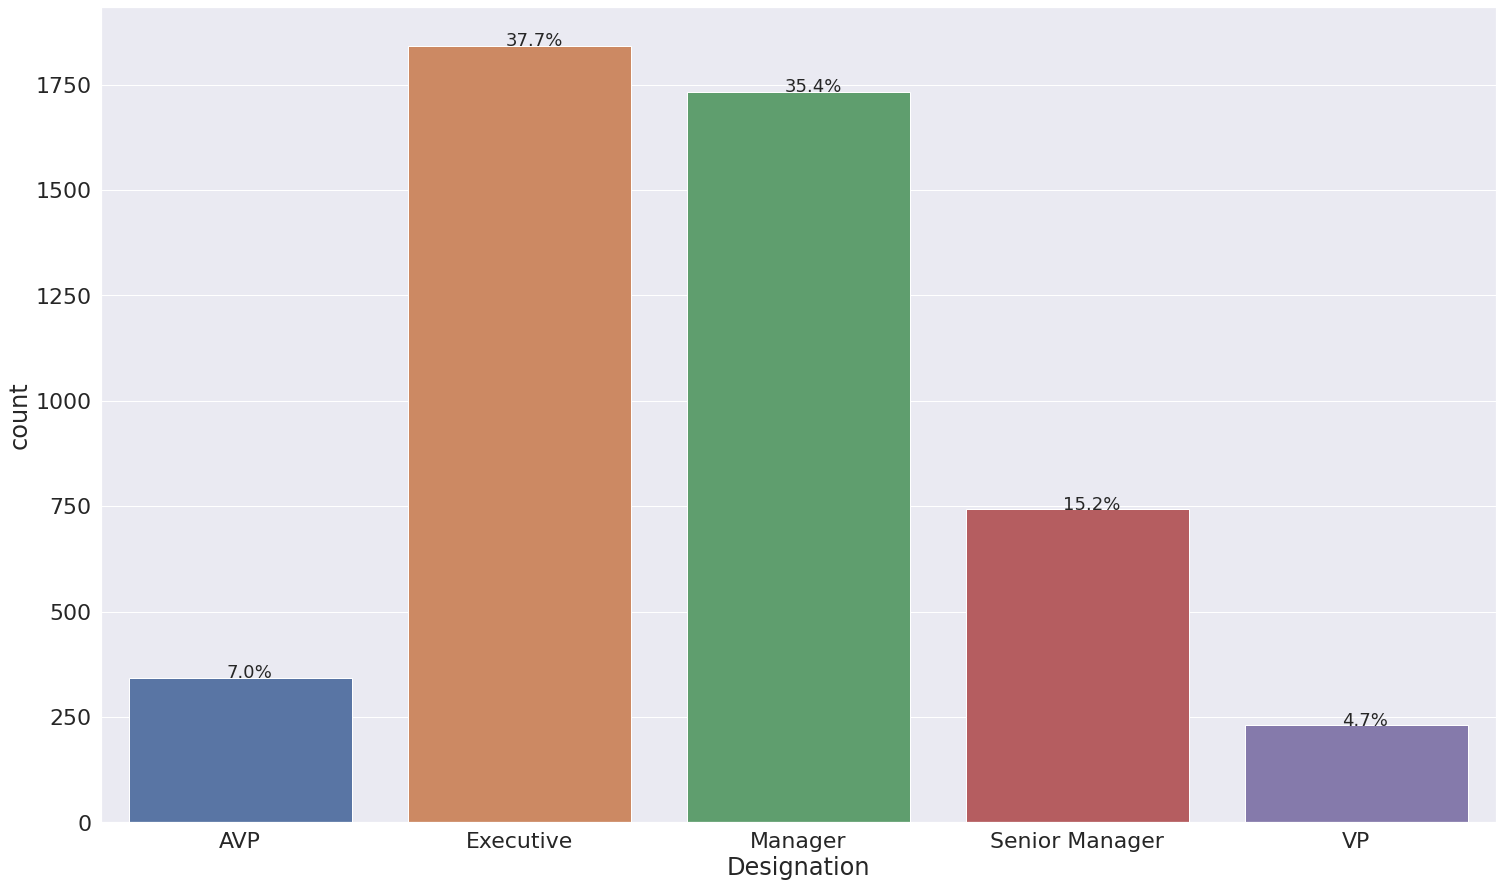 37.7%
35.4%
15.2%
7.0%
4.7%
1750
1500
1250
1000
750
500
250
0
count
AVP
Executive
Manager
Senior Manager
VP
Designation